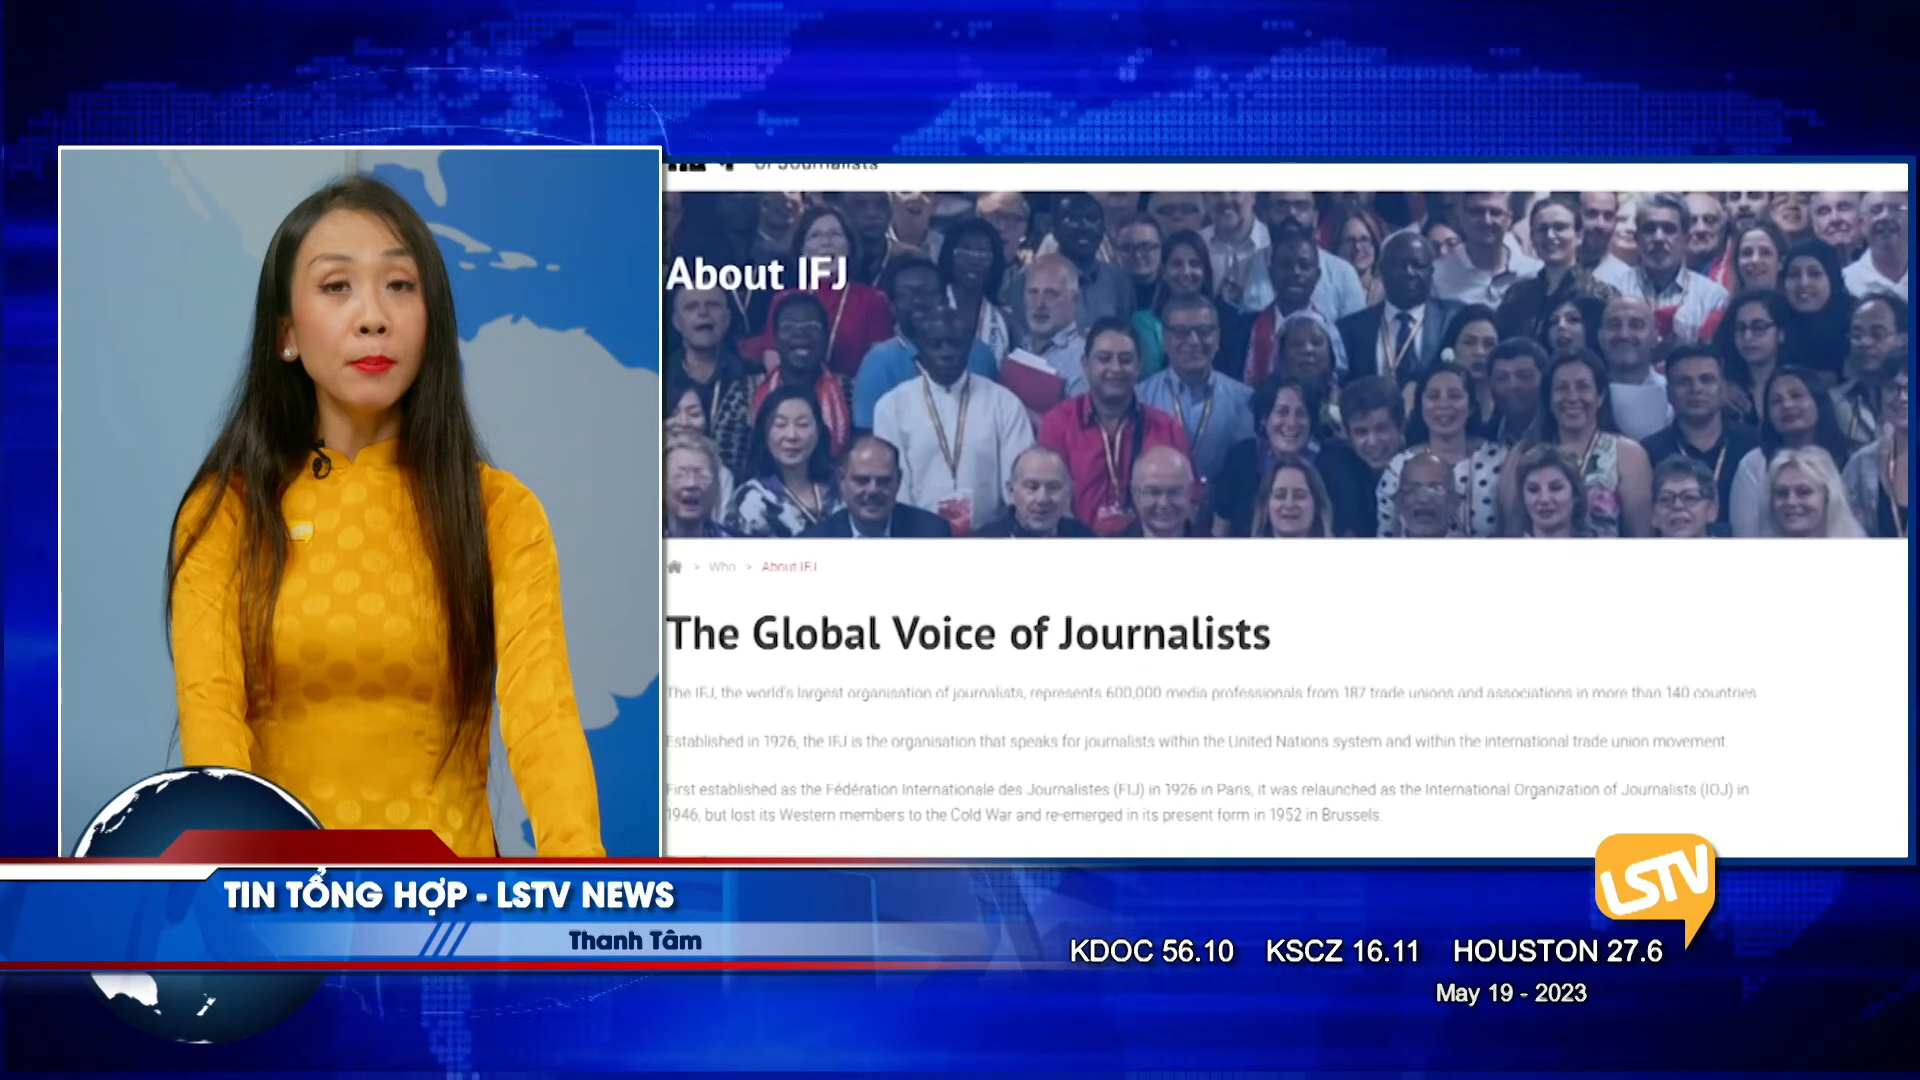 of Journalists
About IFJ
> Who > About IFJ
The Global Voice of Journalists
The IFJ, the world's largest organisation of journalists, represents 600,000 media professionals from 187 trade unions and associations in more than 140 countries
Established in 1926, the IFJ is the organisation that speaks for journalists within the United Nations system and within the international trade union movement.
First established as the Fédération Internationale des Journalistes (FIJ) in 1926 in Paris, it was relaunched as the International Organization of Journalists (IOJ) in
1946, but lost its Western members to the Cold War and re-emerged in its present form in 1952 in Brussels.
LSTV
TIN TỔNG HỢP - LSTV NEWS
Thanh Tâm
KDOC 56.10 KSCZ 16.11 HOUSTON 27.6
May 19 - 2023